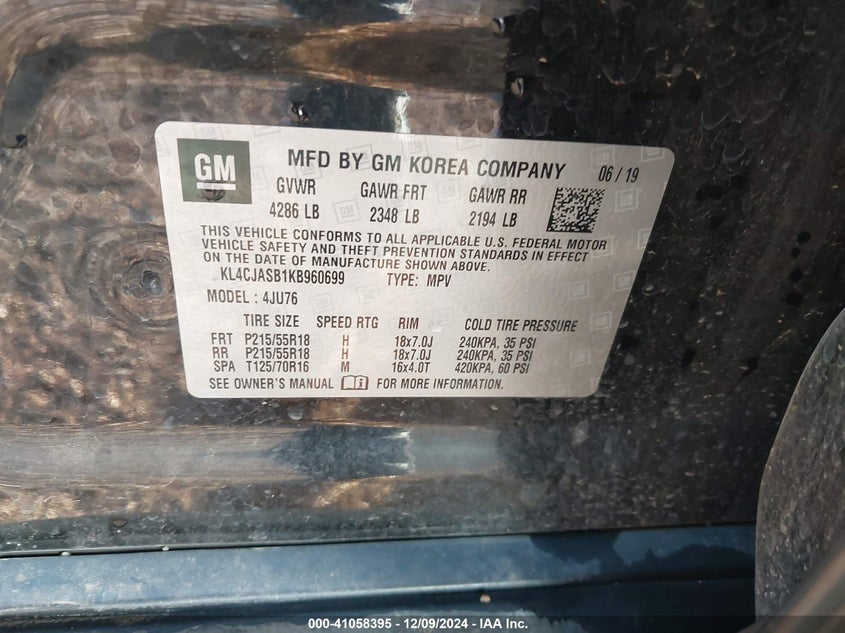 GM MFD BY GM KOREA COMPANY 06 / 19
GVWR GAWR FRT GAWR RR
4286 LB 2348 LB 2194 LB
THIS VEHICLE CONFORMS TO ALL APPLICABLE U.S. FEDERAL MOTOR
VEHICLE SAFETY AND THEFT PREVENTION STANDARDS IN EFFECT
ON THE DATE OF MANUFACTURE SHOWN ABOVE.
KL4CJASB1KB960699 TYPE: MPV
MODEL : 4JU76
TIRE SIZE SPEED RTG RIM COLD TIRE PRESSURE
FRT P215/55R18 H 18x7.0J 240KPA, 35 PSI
RR P215/55R18 H 18x7.0J 240KPA, 35 PSI
SPA T125/70R16 M 16x4.0T 420KPA, 60 PSI
SEE OWNER'S MANUAL FOR MORE INFORMATION.
000-41058395 - 12/09/2024 - IAA Inc.